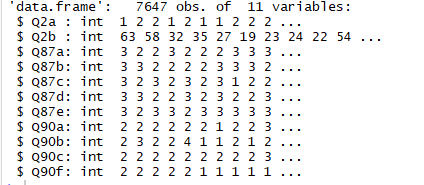 'data.frame':   7647 obs. of  11 variables:
 $ Q2a : int  1 2 2 1 2 1 1 2 2 2 ...
 $ Q2b : int  63 58 32 35 27 19 23 24 22 54 ...
 $ Q87a: int  3 2 2 3 2 2 2 3 3 3 ...
 $ Q87b: int  3 3 2 2 2 2 3 3 3 2 ...
 $ Q87c: int  3 2 3 2 3 2 3 1 2 2 ...
 $ Q87d: int  3 3 2 2 3 2 3 2 2 3 ...
 $ Q87e: int  3 2 3 3 2 3 3 3 3 3 ...
 $ Q90a: int  2 2 2 2 2 2 1 2 2 3 ...
 $ Q90b: int  2 3 2 2 4 1 1 2 1 2 ...
 $ Q90c: int  2 2 2 2 2 2 2 2 2 3 ...
 $ Q90f: int  2 2 2 2 2 1 1 1 1 1 ...